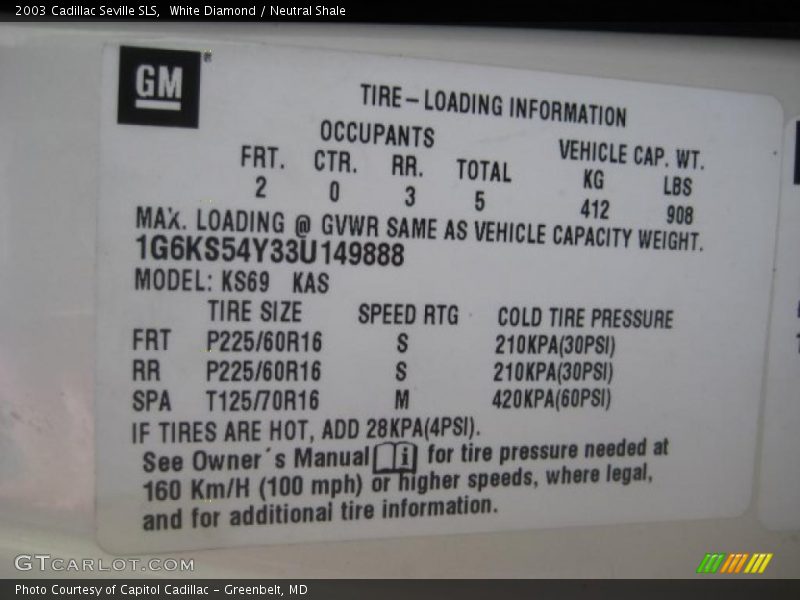 2003 Cadillac Seville SLS,  White Diamond / Neutral Shale
GM®
TIRE-LOADING INFORMATION
OCCUPANTS
VEHICLE CAP. WT.
FRT. CTR. RR. TOTAL KG LBS
2 0 3 5 412 908
MAX. LOADING @ GVWR SAME AS VEHICLE CAPACITY WEIGHT.
1G6KS54Y33U149888
MODEL: KS69 KAS
TIRE SIZE SPEED RTG COLD TIRE PRESSURE
FRT P225/60R16 S 210KPA(30PSI)
RR P225/60R16 S 210KPA(30PSI)
SPA T125/70R16 M 420KPA(60PSI)
IF TIRES ARE HOT, ADD 28KPA(4PSI).
See Owner´s Manual i for tire pressure needed at
160 Km/H (100 mph) or higher speeds, where legal,
and for additional tire information.
GTCARLOT.COM
Photo Courtesy of Capitol Cadillac - Greenbelt, MD